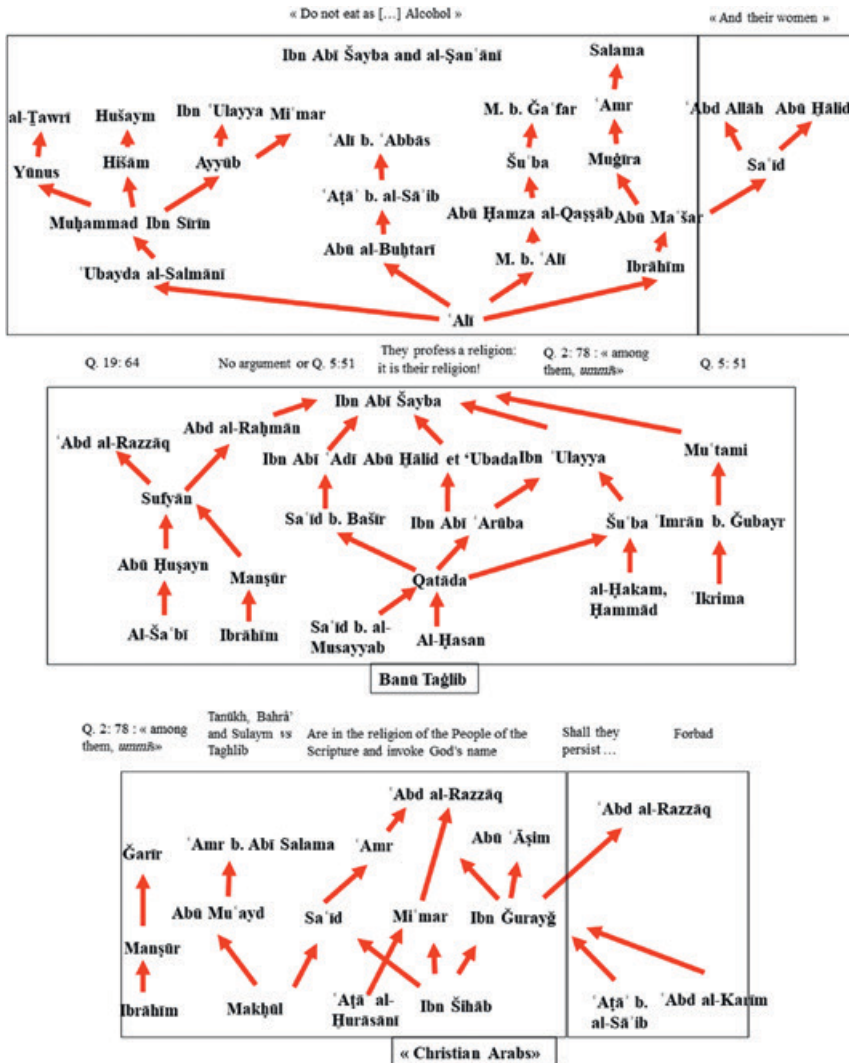 « Do not eat as […] Alcohol »
« And their women »
Ibn Abī Šayba and al-Ṣanʿānī
Salama
al-Ṯawrī
Hušaym
Ibn ʿUlayya
Miʿmar
M. b. Ǧaʿfar
ʿAmr
ʿAbd Allāh
Abū Ḫālid
ʿAlī b. ʿAbbās
Yūnus
Hišām
Ayyūb
Šuʿba
Muġīra
Saʿīd
ʿAṭāʾ b. al-Sāʾib
Muḥammad Ibn Sīrīn
Abū Ḥamza al-Qaṣṣāb
Abū Maʿšar
Abū al-Buḫtarī
ʿUbayda al-Salmānī
M. b. ʿAlī
Ibrāhīm
ʿAlī
Q. 19: 64
No argument or Q. 5:51
They profess a religion:
it is their religion!
Q. 2: 78 : « among
them, ummīs»
Q. 5: 51
Ibn Abī Šayba
ʿAbd al-Razzāq
Abd al-Raḥmān
Ibn Abī ʿAdī
Abū Ḫālid et ʿUbada
Ibn ʿUlayya
Muʿtami
Sufyān
Saʿīd b. Bašīr
Ibn Abī ʿArūba
Šuʿba
ʿImrān b. Ǧubayr
Abū Ḥuṣayn
Manṣūr
Qatāda
al-Ḥakam,
Ḥammād
ʿIkrima
Al-Šaʿbī
Ibrāhīm
Saʿīd b. al-
Musayyab
Al-Ḥasan
Banū Taġlib
Q. 2: 78 : « among
them, ummīs»
Tanūkh, Bahrāʾ
and Sulaym vs
Taghlib
Are in the religion of the People of the
Scripture and invoke God's name
Shall they
persist …
Forbad
ʿAbd al-Razzāq
ʿAbd al-Razzāq
Ǧarīr
ʿAmr b. Abī Salama
ʿAmr
Abū ʿĀṣim
Abū Muʿayd
Saʿīd
Miʿmar
Ibn Ǧurayǧ
Manṣūr
Ibrāhīm
Makḥūl
ʿAṭāʾ al-
Ḫurāsānī
Ibn Šihāb
ʿAṭāʾ b.
al-Sāʾib
ʿAbd al-Karīm
« Christian Arabs»